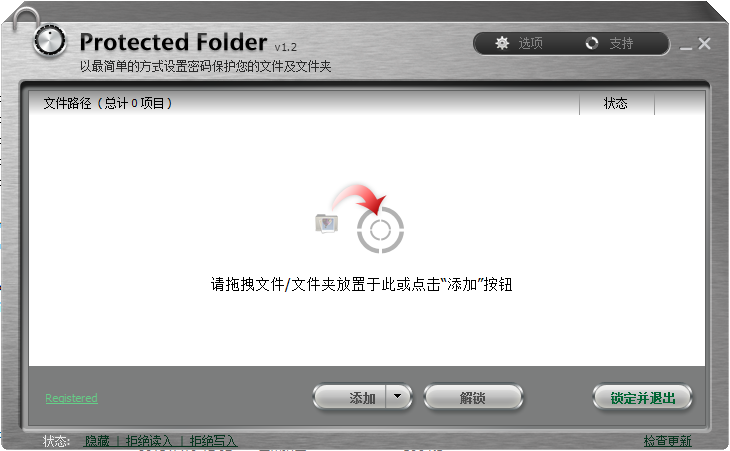 Protected Folder v1.2
选项 支持
以最简单的方式设置密码保护您的文件及文件夹
文件路径 (总计 0 项目) 状态
请拖拽文件/文件夹放置于此或点击“添加”按钮
Registered 添加 解锁 锁定并退出
状态: 隐藏 | 拒绝读入 | 拒绝写入 检查更新